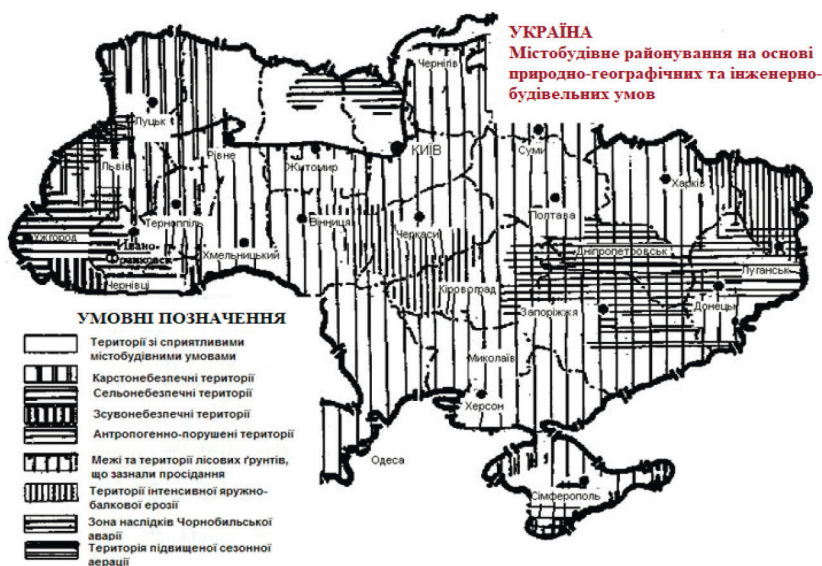 УКРАЇНА
Містобудівне районування на основі
природно-географічних та інженерно-
будівельних умов
Чернігів
Луцьк
Рівне
КИЇВ
Суми
Житомир
Львів
Харків
Полтава
Тернопіль
Вінниця
Черкаси
Ужгород
Ивано-
Франковск
Хмельницький
Дніпропетровськ
Луганськ
Чернівці
Кіровоград
Донецьк
Запоріжжя
Миколаїв
Херсон
Одеса
Сімферополь
УМОВНІ ПОЗНАЧЕННЯ
Території зі сприятливими
містобудівними умовами
Карстонебезпечні території
Сельонебезпечні території
Зсувонебезпечні території
Антропогенно-порушені території
Межі та території лісових ґрунтів,
що зазнали просідання
Території інтенсивної яружно-
балкової ерозії
Зона наслідків Чорнобильської
аварії
Територія підвищеної сезонної
аерації